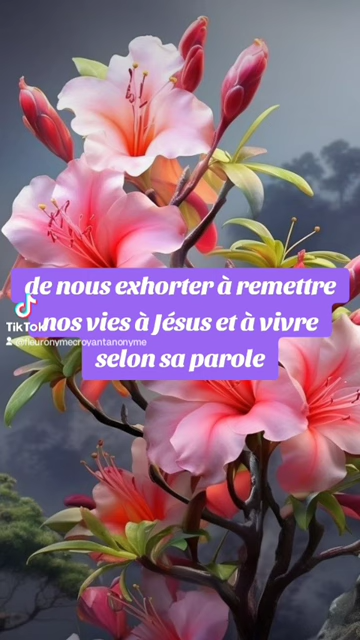 de nous exhorter à remettre
nos vies à Jésus et à vivre
selon sa parole
TikTok
@fleuronymecroyantanonyme